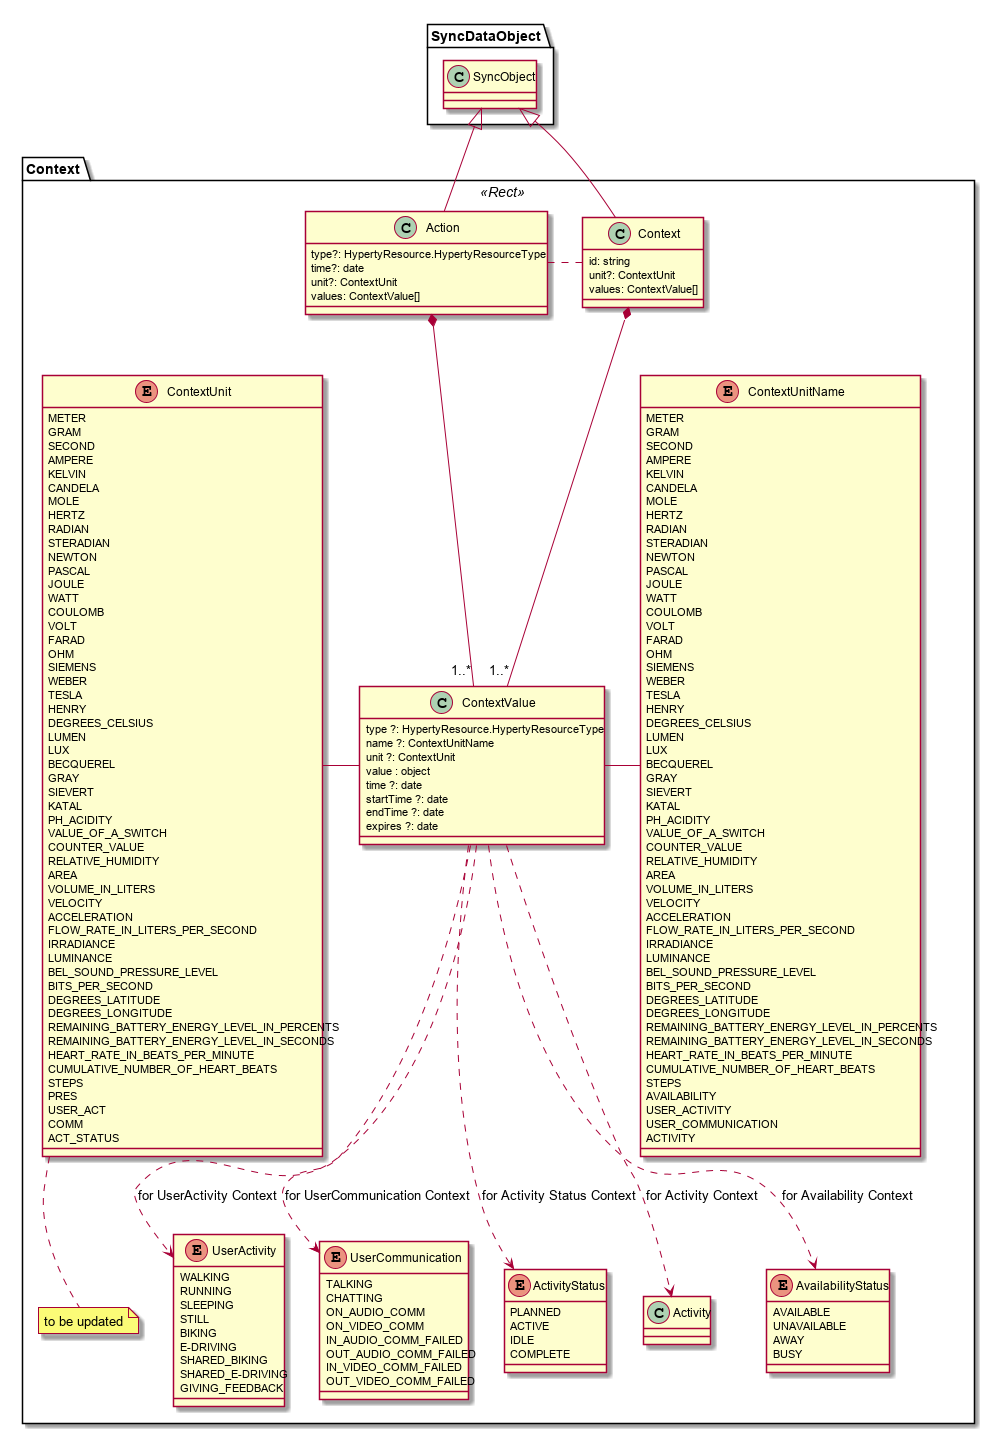 SyncDataObject
C SyncObject
Context
«Rect»
C Action
type?: HypertyResource.HypertyResourceType
time?: date
unit?: ContextUnit
values: ContextValue[]
C Context
id: string
unit?: ContextUnit
values: ContextValue[]
E ContextUnit
METER
GRAM
SECOND
AMPERE
KELVIN
CANDELA
MOLE
HERTZ
RADIAN
STERADIAN
NEWTON
PASCAL
JOULE
WATT
COULOMB
VOLT
FARAD
OHM
SIEMENS
WEBER
TESLA
HENRY
DEGREES_CELSIUS
LUMEN
LUX
BECQUEREL
GRAY
SIEVERT
KATAL
PH_ACIDITY
VALUE_OF_A_SWITCH
COUNTER_VALUE
RELATIVE_HUMIDITY
AREA
VOLUME_IN_LITERS
VELOCITY
ACCELERATION
FLOW_RATE_IN_LITERS_PER_SECOND
IRRADIANCE
LUMINANCE
BEL_SOUND_PRESSURE_LEVEL
BITS_PER_SECOND
DEGREES_LATITUDE
DEGREES_LONGITUDE
REMAINING_BATTERY_ENERGY_LEVEL_IN_PERCENTS
REMAINING_BATTERY_ENERGY_LEVEL_IN_SECONDS
HEART_RATE_IN_BEATS_PER_MINUTE
CUMULATIVE_NUMBER_OF_HEART_BEATS
STEPS
PRES
USER_ACT
COMM
ACT_STATUS
E ContextUnitName
METER
GRAM
SECOND
AMPERE
KELVIN
CANDELA
MOLE
HERTZ
RADIAN
STERADIAN
NEWTON
PASCAL
JOULE
WATT
COULOMB
VOLT
FARAD
OHM
SIEMENS
WEBER
TESLA
HENRY
DEGREES_CELSIUS
LUMEN
LUX
BECQUEREL
GRAY
SIEVERT
KATAL
PH_ACIDITY
VALUE_OF_A_SWITCH
COUNTER_VALUE
RELATIVE_HUMIDITY
AREA
VOLUME_IN_LITERS
VELOCITY
ACCELERATION
FLOW_RATE_IN_LITERS_PER_SECOND
IRRADIANCE
LUMINANCE
BEL_SOUND_PRESSURE_LEVEL
BITS_PER_SECOND
DEGREES_LATITUDE
DEGREES_LONGITUDE
REMAINING_BATTERY_ENERGY_LEVEL_IN_PERCENTS
REMAINING_BATTERY_ENERGY_LEVEL_IN_SECONDS
HEART_RATE_IN_BEATS_PER_MINUTE
CUMULATIVE_NUMBER_OF_HEART_BEATS
STEPS
AVAILABILITY
USER_ACTIVITY
USER_COMMUNICATION
ACTIVITY
1..* 1..*
C ContextValue
type ?: HypertyResource.HypertyResourceType
name ?: ContextUnitName
unit ?: ContextUnit
value : object
time ?: date
startTime ?: date
endTime ?: date
expires ?: date
for UserActivity Context
for UserCommunication Context
for Activity Status Context
for Activity Context
for Availability Context
to be updated
E UserActivity
WALKING
RUNNING
SLEEPING
STILL
BIKING
E-DRIVING
SHARED_BIKING
SHARED_E-DRIVING
GIVING_FEEDBACK
E UserCommunication
TALKING
CHATTING
ON_AUDIO_COMM
ON_VIDEO_COMM
IN_AUDIO_COMM_FAILED
OUT_AUDIO_COMM_FAILED
IN_VIDEO_COMM_FAILED
OUT_VIDEO_COMM_FAILED
E ActivityStatus
PLANNED
ACTIVE
IDLE
COMPLETE
C Activity
E AvailabilityStatus
AVAILABLE
UNAVAILABLE
AWAY
BUSY